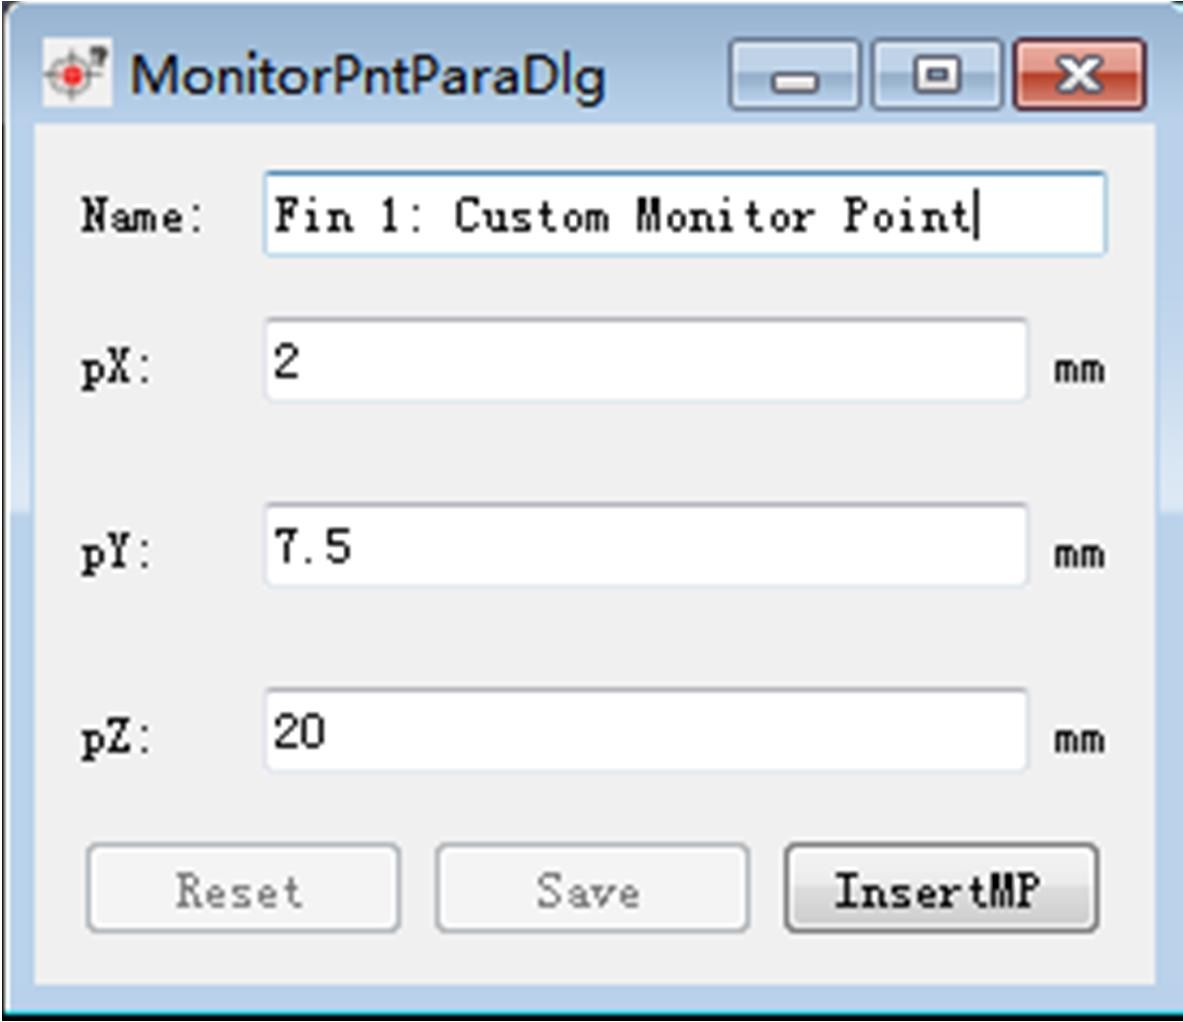 MonitorPntParaDlg
Name: Fin 1: Custom Monitor Point
pX: 2 mm
pY: 7.5 mm
pZ: 20 mm
Reset Save InsertMP